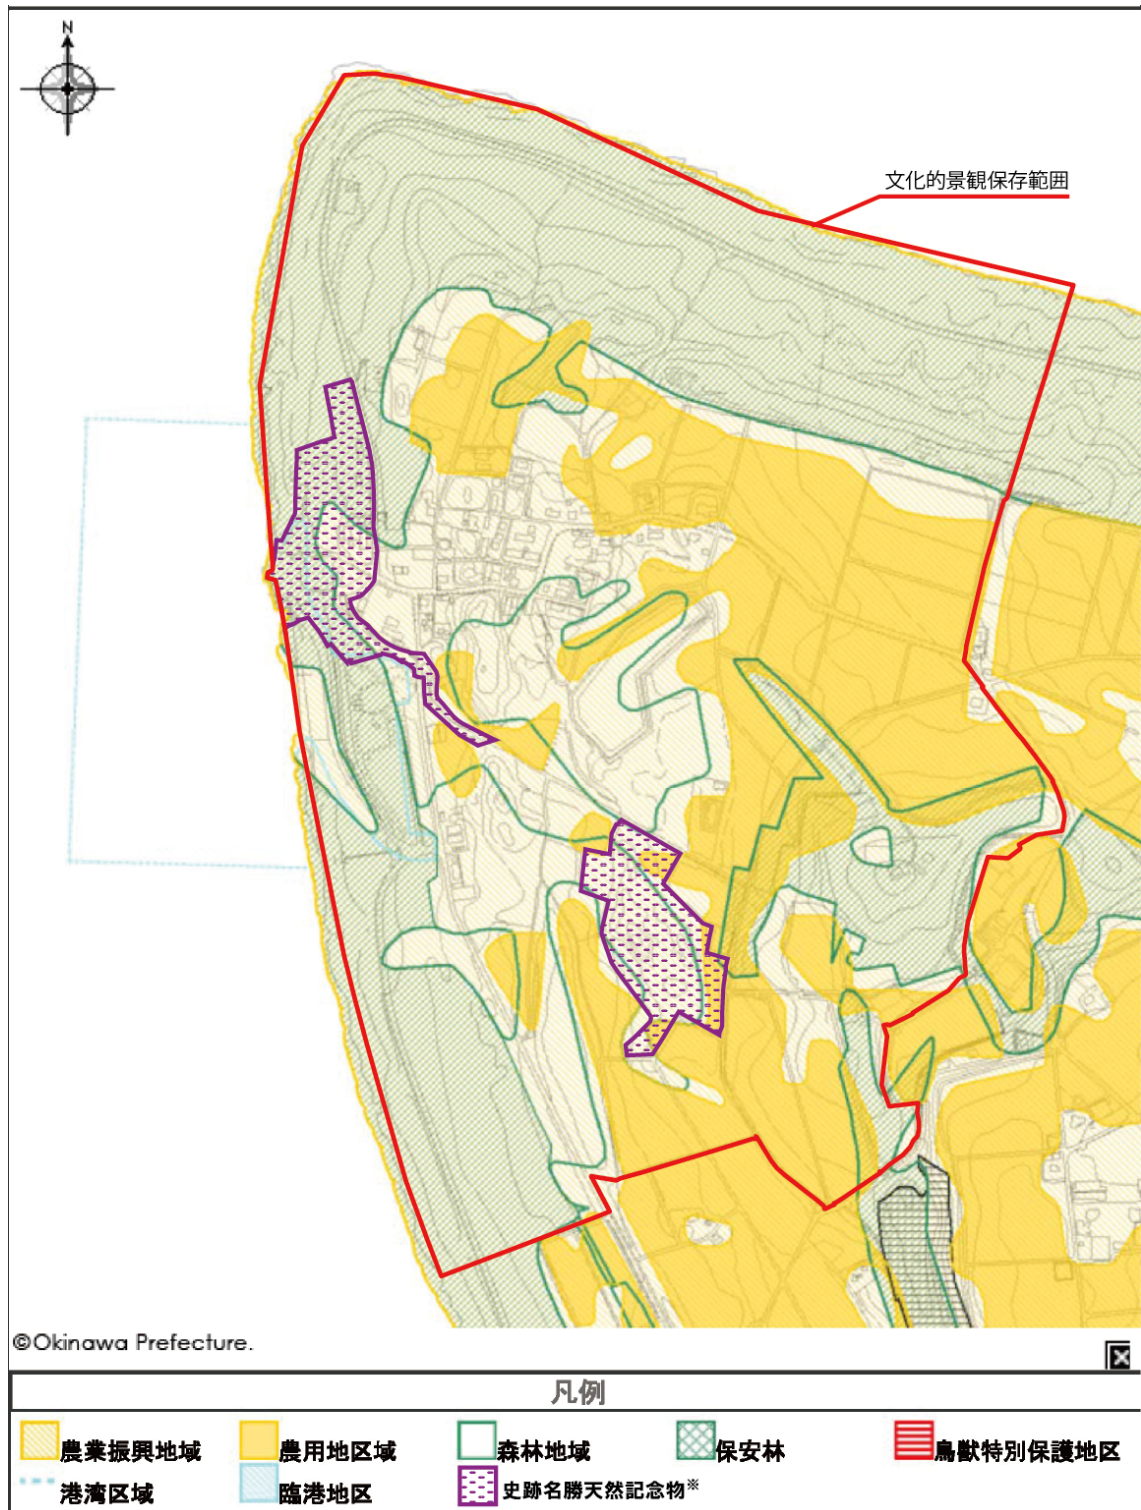 N
文化的景観保存範囲
©Okinawa Prefecture.
凡例
農業振興地域 農用地区域 森林地域 保安林 鳥獣特別保護地区
港湾区域 臨港地区 史跡名勝天然記念物※